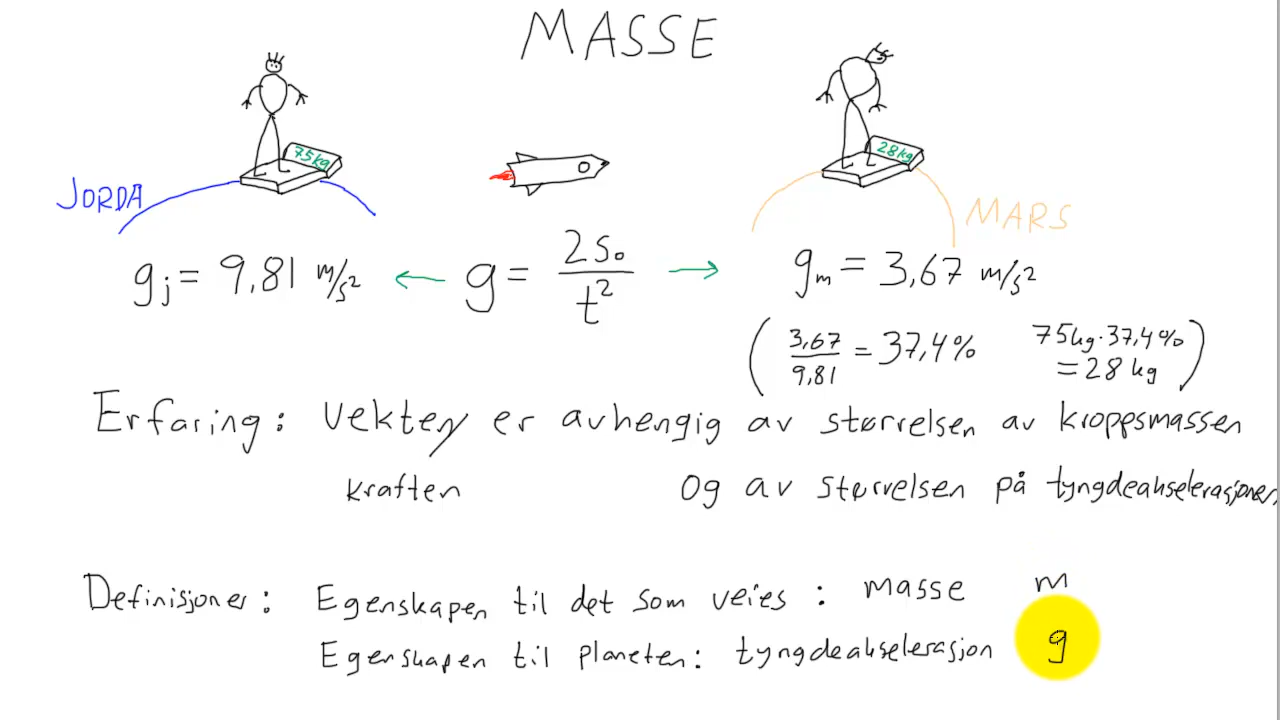 MASSE
75kg
28kg
JORDA
MARS
gj = 9,81 m/s²
← g = 2s₀/t² →
gm = 3,67 m/s²
(3,67/9,81 = 37,4% 75kg·37,4% = 28 kg)
Erfaring: Vekten er avhengig av størrelsen av kroppsmassen
kraften og av størrelsen på tyngdeakselerasjonen
Definisjoner: Egenskapen til det som veies : masse m
Egenskapen til planeten: tyngdeakselerasjon g